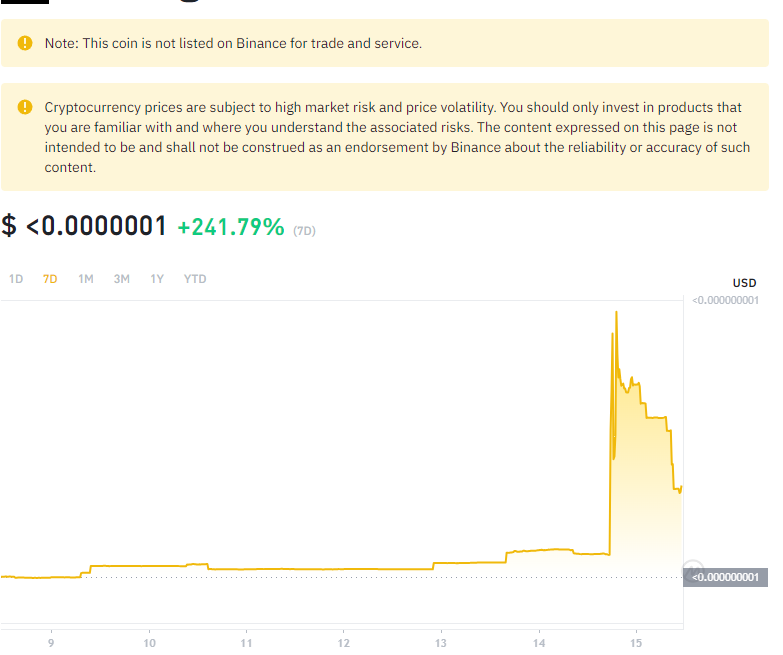 Note: This coin is not listed on Binance for trade and service.
Cryptocurrency prices are subject to high market risk and price volatility. You should only invest in products that
you are familiar with and where you understand the associated risks. The content expressed on this page is not
intended to be and shall not be construed as an endorsement by Binance about the reliability or accuracy of such
content.
$ <0.0000001 +241.79% (7D)
1D 7D 1M 3M 1Y YTD
USD
<0.000000001
<0.000000001
9 10 11 12 13 14 15